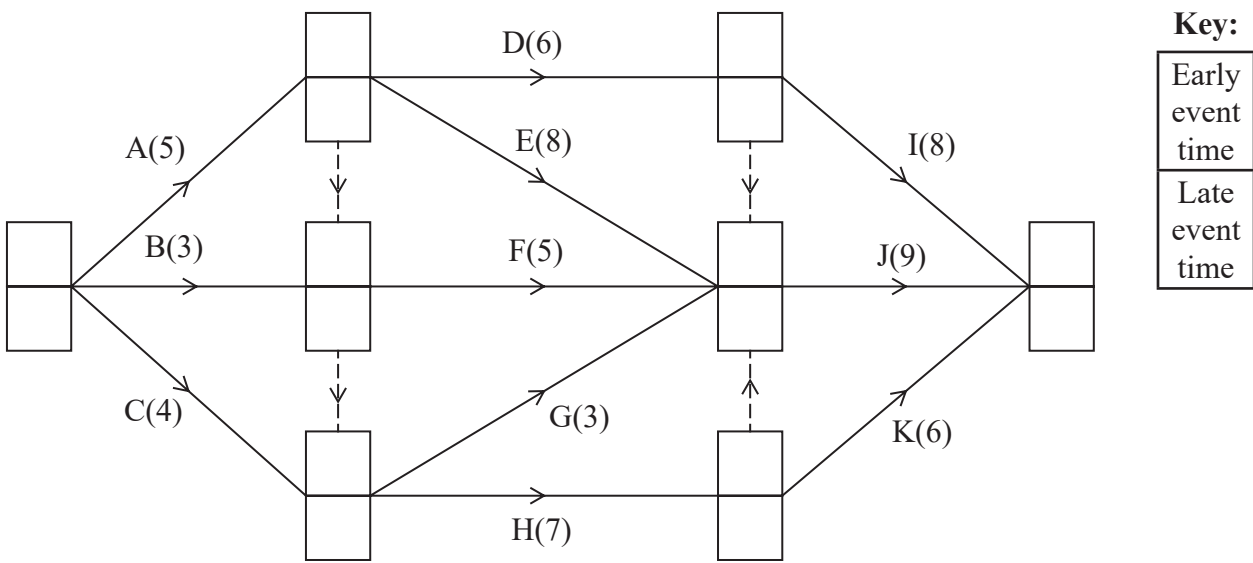 Key:
Early
event
time
Late
event
time
D(6)
A(5)
E(8)
I(8)
B(3)
F(5)
J(9)
C(4)
G(3)
K(6)
H(7)